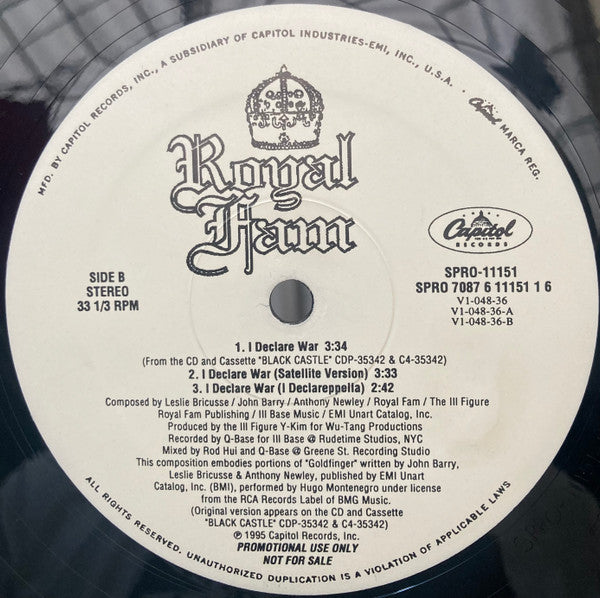 MFD. BY CAPITOL RECORDS, INC., A SUBSIDIARY OF CAPITOL INDUSTRIES-EMI, INC., U.S.A. · Capitol MARCA REG.
Royal
Fam
Capitol
RECORDS
SIDE B
STEREO
33 1/3 RPM
SPRO-11151
SPRO 7087 6 11151 1 6
V1-048-36
V1-048-36-A
V1-048-36-B
1. I Declare War 3:34
(From the CD and Cassette "BLACK CASTLE" CDP-35342 & C4-35342)
2. I Declare War (Satellite Version) 3:33
3. I Declare War (I Declareppella) 2:42
Composed by Leslie Bricusse / John Barry / Anthony Newley / Royal Fam / The III Figure
Royal Fam Publishing / III Base Music / EMI Unart Catalog, Inc.
Produced by the III Figure Y-Kim for Wu-Tang Productions
Recorded by Q-Base for III Base @ Rudetime Studios, NYC
Mixed by Rod Hui and Q-Base @ Greene St. Recording Studio
This composition embodies portions of "Goldfinger" written by John Barry,
Leslie Bricusse & Anthony Newley, published by EMI Unart
Catalog, Inc. (BMI), performed by Hugo Montenegro under license
from the RCA Records Label of BMG Music.
(Original version appears on the CD and Cassette
"BLACK CASTLE" CDP-35342 & C4-35342)
℗ 1995 Capitol Records, Inc.
PROMOTIONAL USE ONLY
NOT FOR SALE
ALL RIGHTS RESERVED. UNAUTHORIZED DUPLICATION IS A VIOLATION OF APPLICABLE LAWS